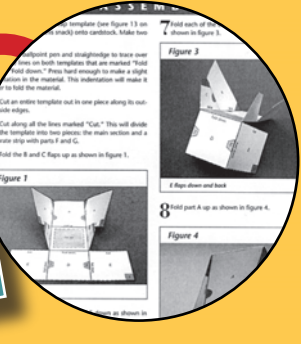 ASSEM
template (see figure 13 on
snack) onto cardstock. Make two
pen and straightedge to trace over
lines on both templates that are marked "Fold
"Fold down." Press hard enough to make a slight
in the material. This indentation will make it
to fold the material.
Cut an entire template out in one piece along its out-
side edges.
Cut along all the lines marked "Cut." This will divide
the template into two pieces: the main section and a
strip with parts F and G.
Fold the B and C flaps up as shown in figure 1.
Figure 1
down as shown in
7 Fold each of the
shown in figure 3.
Figure 3
E flaps down and back
8 Fold part A up as shown in figure 4.
Figure 4